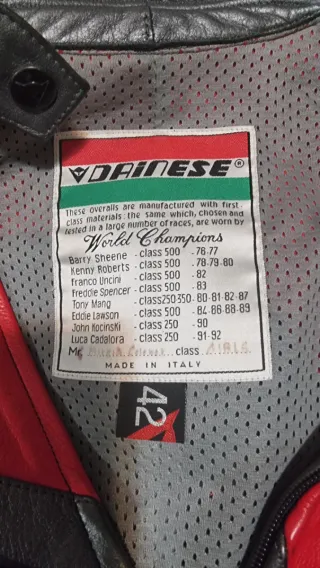 DAINESE®
These overalls are manufactured with first-
class materials: the same which, chosen and
tested in a large number of races, are worn by
World Champions
Barry Sheene - class 500 - 76-77
Kenny Roberts - class 500 - 78-79-80
Franco Uncini - class 500 - 82
Freddie Spencer - class 500 - 83
Tony Mang - class 250-350 - 80-81-82-87
Eddie Lawson - class 500 - 84-86-88-89
John Kocinski - class 250 - 90
Luca Cadalora - class 250 - 91-92
Mr. class
MADE IN ITALY
42